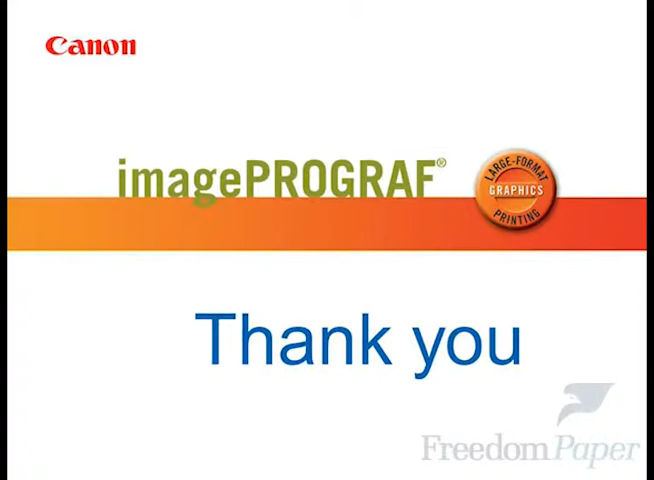 Canon
imagePROGRAF®
LARGE-FORMAT
GRAPHICS
PRINTING
Thank you
FreedomPaper